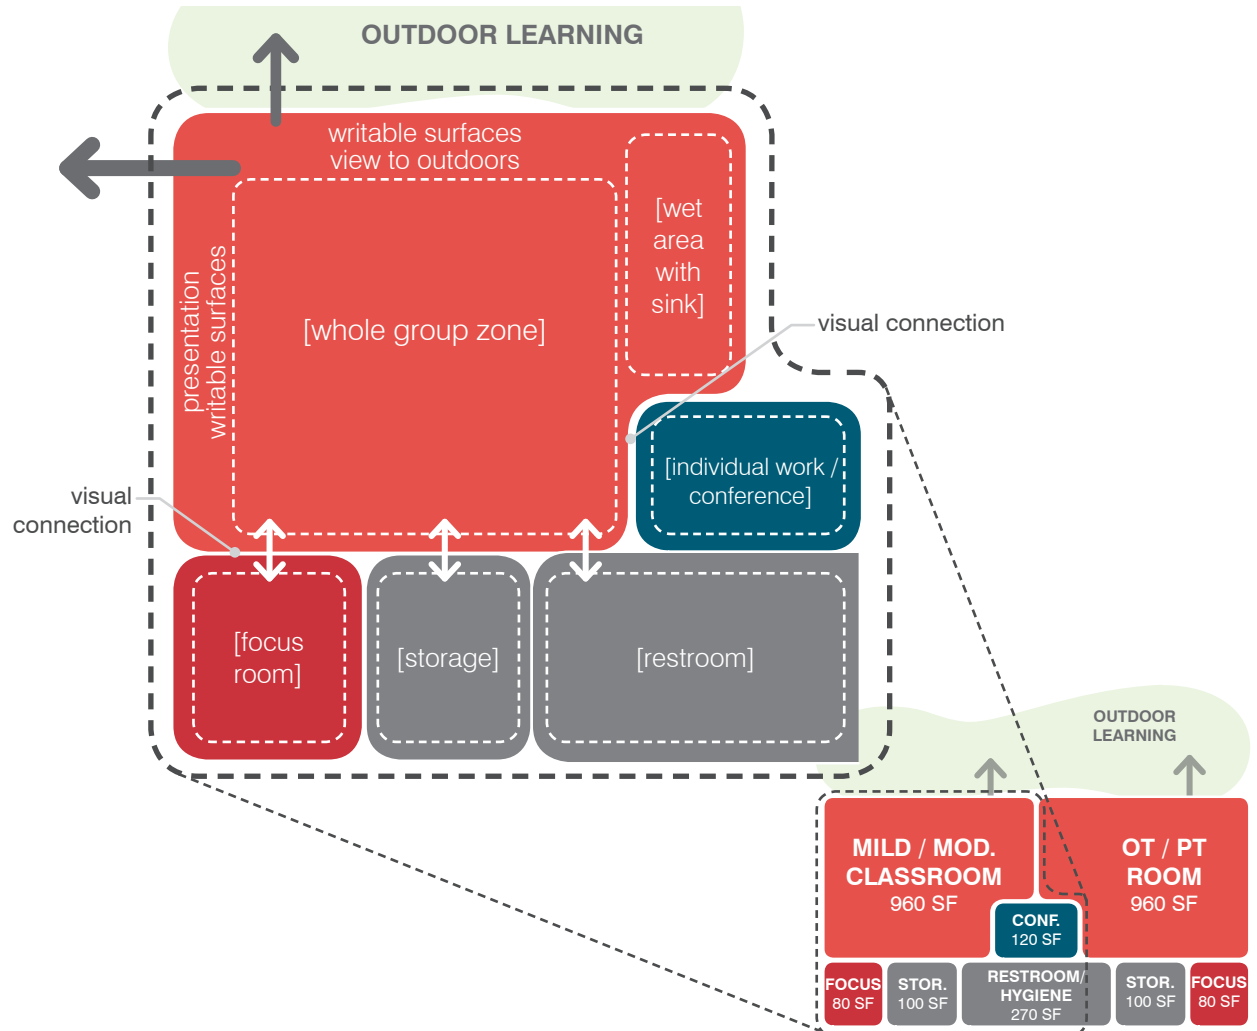 OUTDOOR LEARNING
writable surfaces
view to outdoors
[wet
area
with
sink]
presentation
writable surfaces
[whole group zone]
visual connection
[individual work /
conference]
visual
connection
[focus
room]
[storage]
[restroom]
OUTDOOR
LEARNING
MILD / MOD.
CLASSROOM
960 SF
OT / PT
ROOM
960 SF
CONF.
120 SF
FOCUS
80 SF
STOR.
100 SF
RESTROOM/
HYGIENE
270 SF
STOR.
100 SF
FOCUS
80 SF